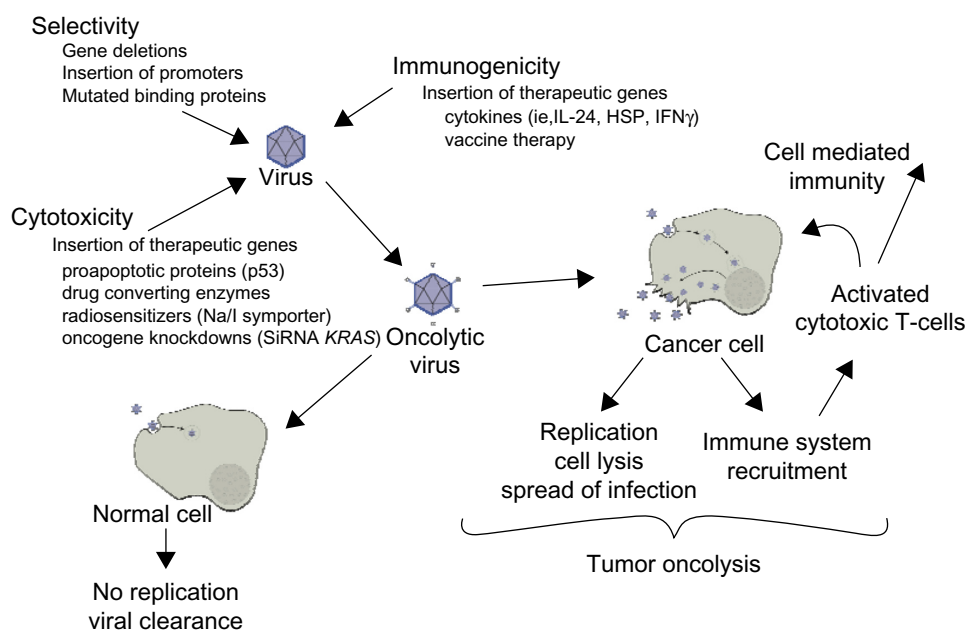 Selectivity
Gene deletions
Insertion of promoters
Mutated binding proteins
Immunogenicity
Insertion of therapeutic genes
cytokines (ie,IL-24, HSP, IFNγ)
vaccine therapy
Virus
Cytotoxicity
Insertion of therapeutic genes
proapoptotic proteins (p53)
drug converting enzymes
radiosensitizers (Na/I symporter)
oncogene knockdowns (SiRNA KRAS)
Oncolytic
virus
Cell mediated
immunity
Activated
cytotoxic T-cells
Cancer cell
Replication
cell lysis
spread of infection
Immune system
recruitment
Tumor oncolysis
Normal cell
No replication
viral clearance